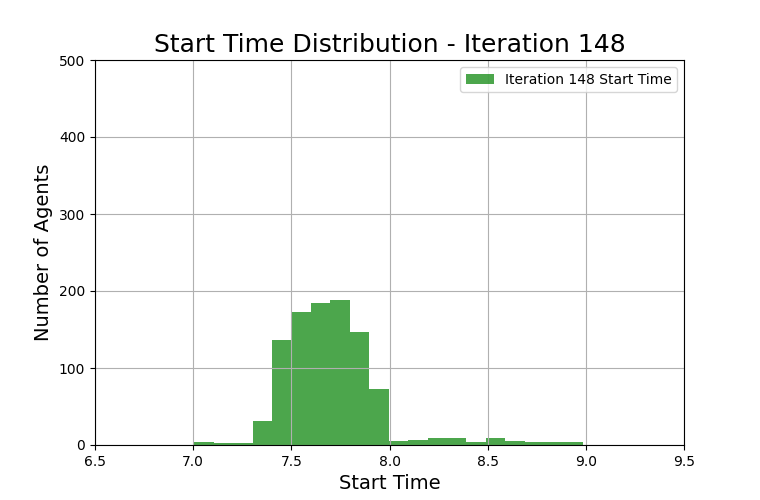 Start Time Distribution - Iteration 148
Iteration 148 Start Time
500
400
300
200
100
0
Number of Agents
6.5 7.0 7.5 8.0 8.5 9.0 9.5
Start Time